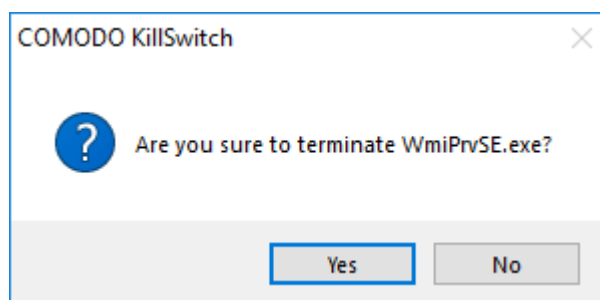 COMODO KillSwitch
Are you sure to terminate WmiPrvSE.exe?
Yes No